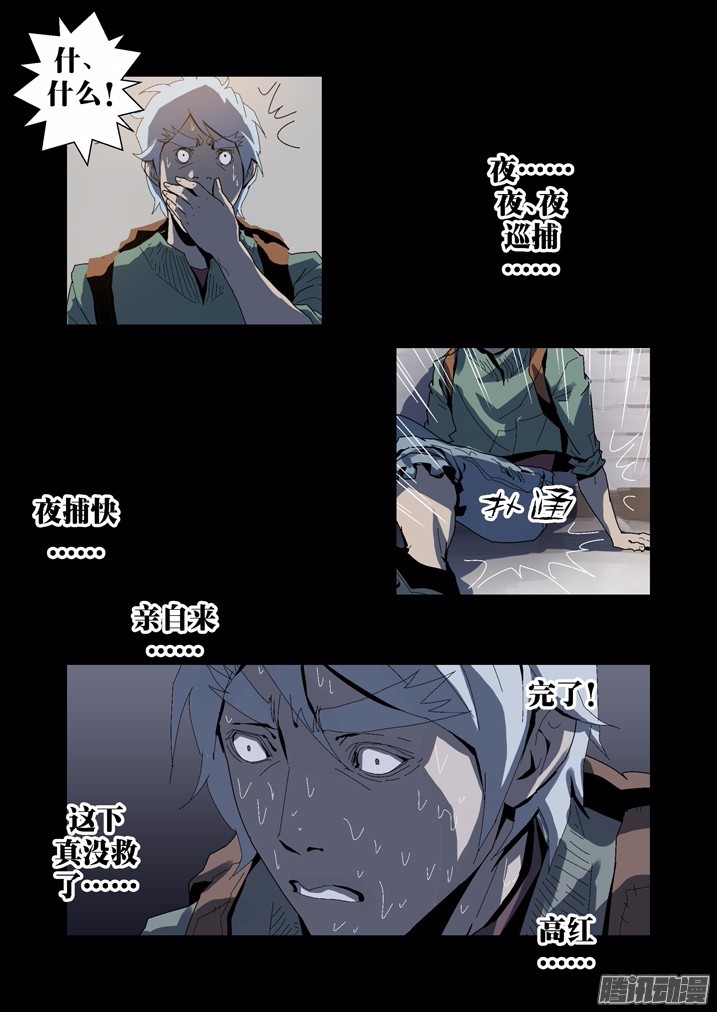 什、
什么！
夜……
夜、夜
巡捕
……
扑通
夜捕快
……
亲自来
……
完了！
这下
真没救
了……
高红
……
腾讯动漫